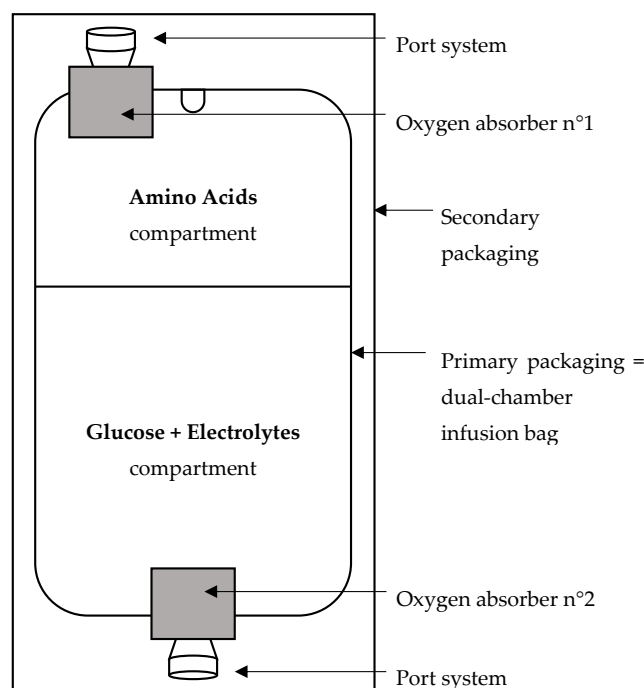 Port system
Oxygen absorber n°1
Amino Acids
compartment
Secondary
packaging
Primary packaging =
dual-chamber
infusion bag
Glucose + Electrolytes
compartment
Oxygen absorber n°2
Port system